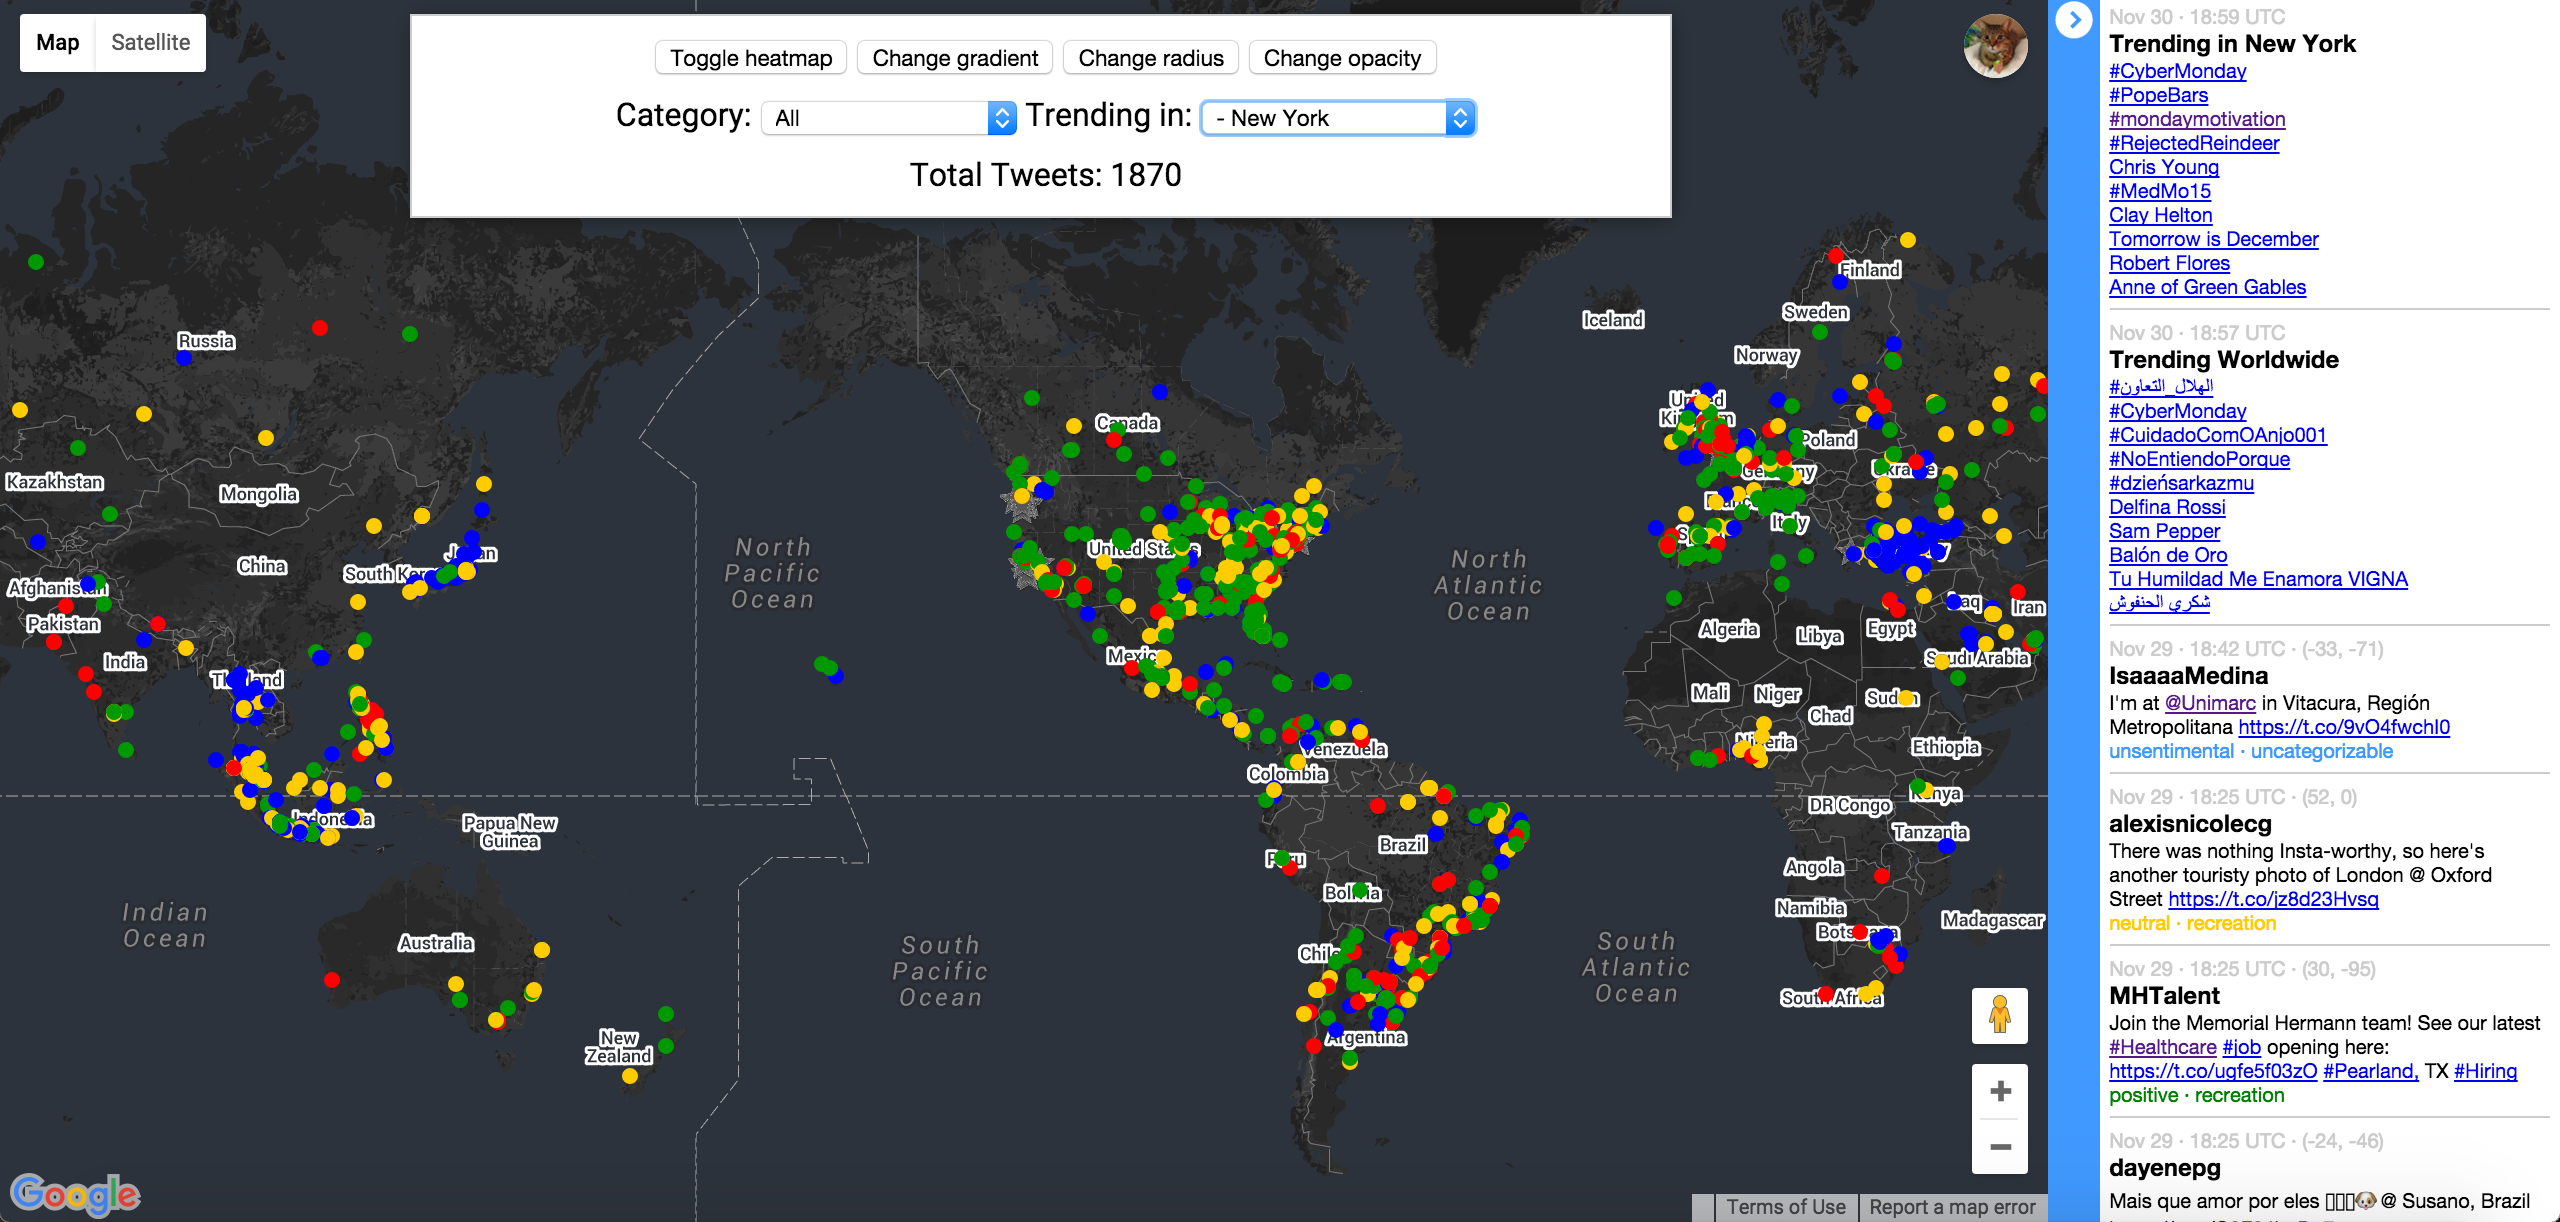 Map
Satellite
Toggle heatmap
Change gradient
Change radius
Change opacity
Category: All
Trending in: - New York
Total Tweets: 1870
Russia
Kazakhstan
Mongolia
China
Japan
South Korea
Afghanistan
Pakistan
India
Thailand
Indonesia
Papua New
Guinea
Australia
New
Zealand
Indian
Ocean
North
Pacific
Ocean
South
Pacific
Ocean
Canada
United States
Mexico
Venezuela
Colombia
Brazil
Peru
Bolivia
Chile
Argentina
North
Atlantic
Ocean
South
Atlantic
Ocean
Iceland
Finland
Sweden
Norway
United
Kingdom
Poland
Germany
Ukraine
France
Italy
Iraq
Iran
Algeria
Libya
Egypt
Saudi Arabia
Mali
Niger
Chad
Sudan
Nigeria
Ethiopia
DR Congo
Kenya
Tanzania
Angola
Namibia
Botswana
Madagascar
South Africa
Google
Terms of Use
Report a map error
Nov 30 · 18:59 UTC
Trending in New York
#CyberMonday
#PopeBars
#mondaymotivation
#RejectedReindeer
Chris Young
#MedMo15
Clay Helton
Tomorrow is December
Robert Flores
Anne of Green Gables
Nov 30 · 18:57 UTC
Trending Worldwide
#الهلال_التعاون
#CyberMonday
#CuidadoComOAnjo001
#NoEntiendoPorque
#dzieńsarkazmu
Delfina Rossi
Sam Pepper
Balón de Oro
Tu Humildad Me Enamora VIGNA
شكري الحنفوش
Nov 29 · 18:42 UTC · (-33, -71)
IsaaaaMedina
I'm at @Unimarc in Vitacura, Región
Metropolitana https://t.co/9vO4fwchI0
unsentimental · uncategorizable
Nov 29 · 18:25 UTC · (52, 0)
alexisnicolecg
There was nothing Insta-worthy, so here's
another touristy photo of London @ Oxford
Street https://t.co/jz8d23Hvsq
neutral · recreation
Nov 29 · 18:25 UTC · (30, -95)
MHTalent
Join the Memorial Hermann team! See our latest
#Healthcare #job opening here:
https://t.co/ugfe5f03zO #Pearland, TX #Hiring
positive · recreation
Nov 29 · 18:25 UTC · (-24, -46)
dayenepg
Mais que amor por eles 🐶 @ Susano, Brazil